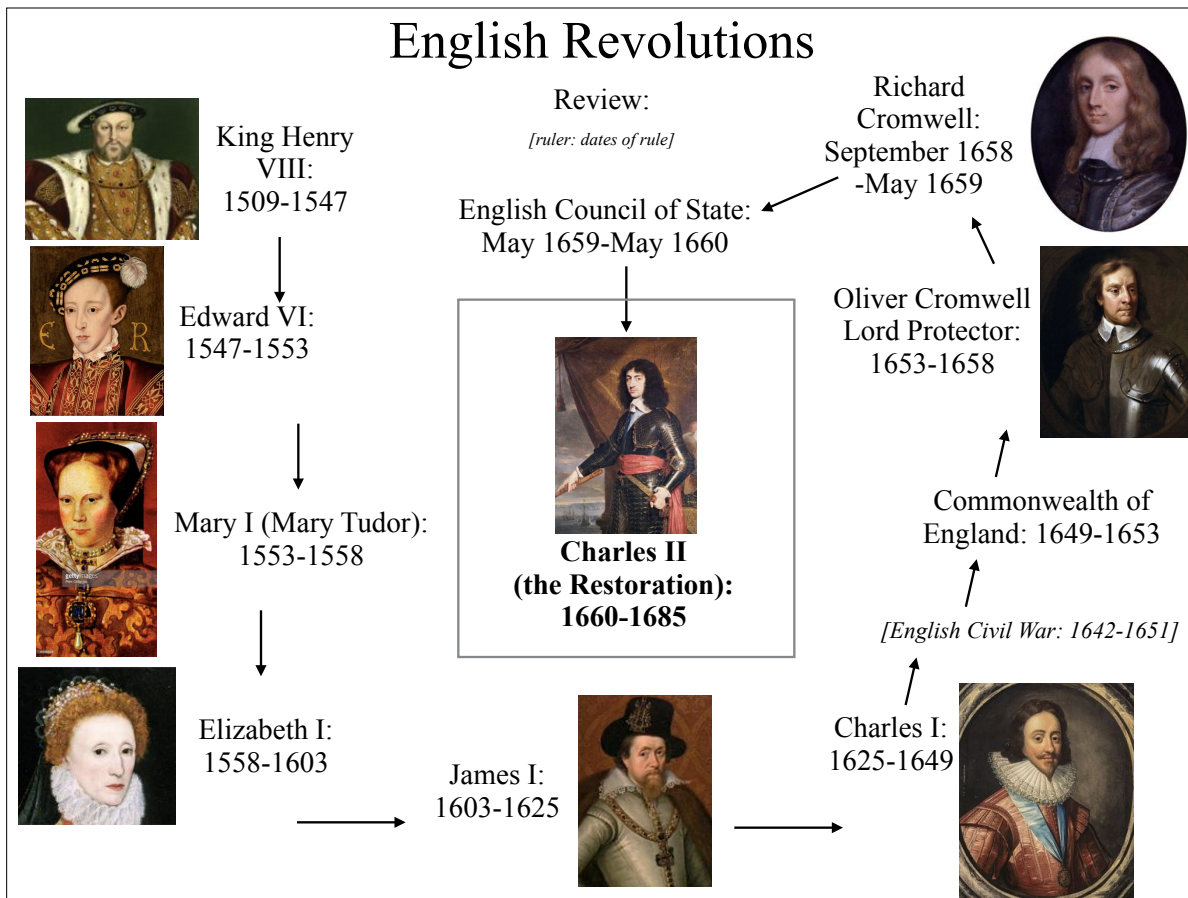 English Revolutions
Review:
[ruler: dates of rule]
King Henry
VIII:
1509-1547
Edward VI:
1547-1553
E R
Mary I (Mary Tudor):
1553-1558
gettyimages
Elizabeth I:
1558-1603
James I:
1603-1625
Charles I:
1625-1649
[English Civil War: 1642-1651]
Commonwealth of
England: 1649-1653
Oliver Cromwell
Lord Protector:
1653-1658
Richard
Cromwell:
September 1658
-May 1659
English Council of State:
May 1659-May 1660
Charles II
(the Restoration):
1660-1685